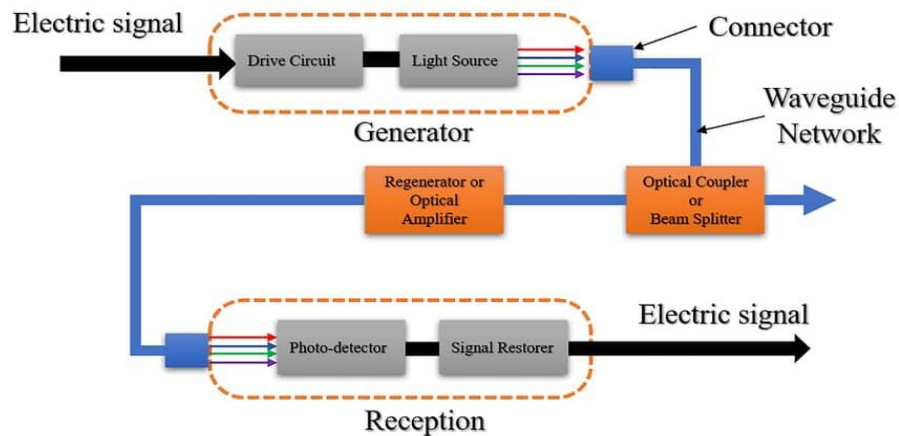 Electric signal
Connector
Drive Circuit
Light Source
Generator
Waveguide
Network
Regenerator or
Optical
Amplifier
Optical Coupler
or
Beam Splitter
Electric signal
Photo-detector
Signal Restorer
Reception